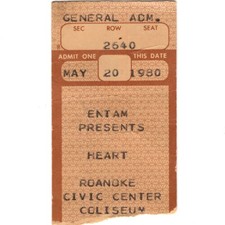 GENERAL ADM.
SEC ROW SEAT
2640
ADMIT ONE THIS DATE
MAY 20 1980
ENTAM
PRESENTS
HEART
ROANOKE
CIVIC CENTER
COLISEUM